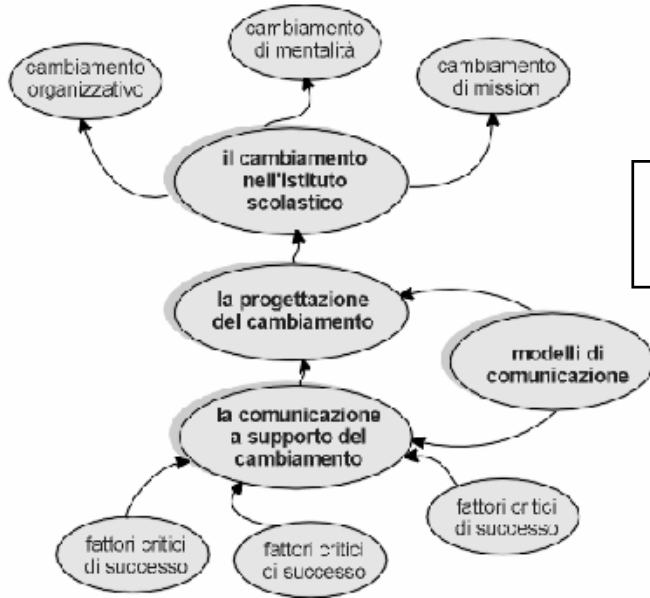 cambiamento
di mentalità
cambiamento
organizzativo
cambiamento
di mission
il cambiamento
nell'istituto
scolastico
la progettazione
del cambiamento
modelli di
comunicazione
la comunicazione
a supporto del
cambiamento
fattori critici
di successo
fattori critici
di successo
fattori critici
di successo